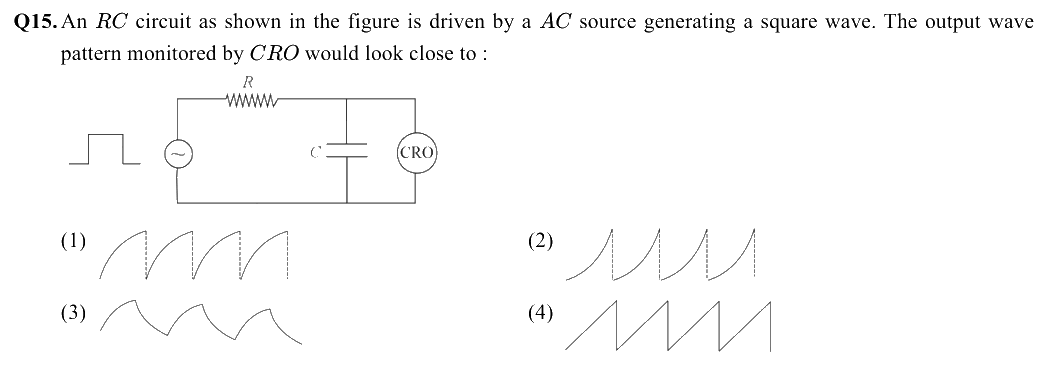 Q15. An RC circuit as shown in the figure is driven by a AC source generating a square wave. The output wave
pattern monitored by CRO would look close to :
R
C
CRO
(1)
(2)
(3)
(4)